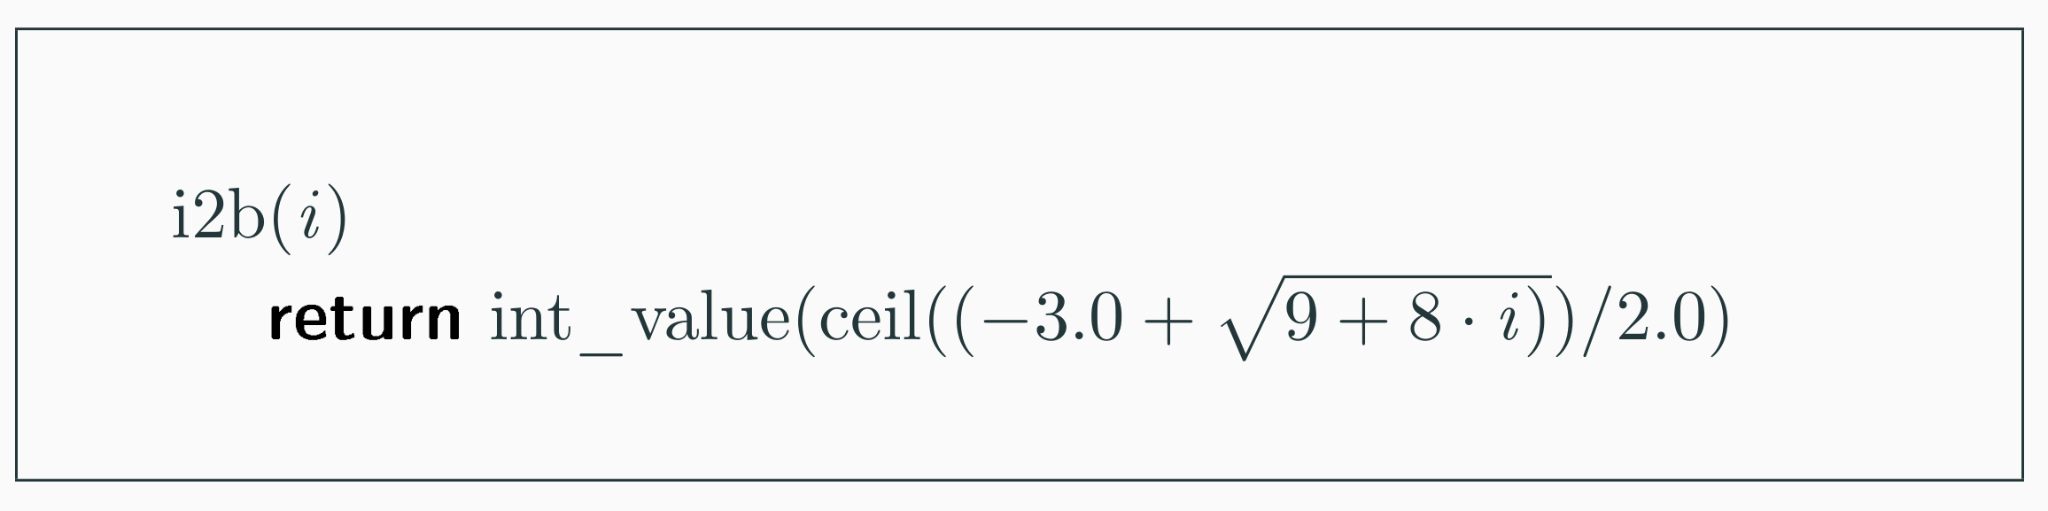 i2b(i)
return int_value(ceil((−3.0 + √9 + 8 · i))/2.0)